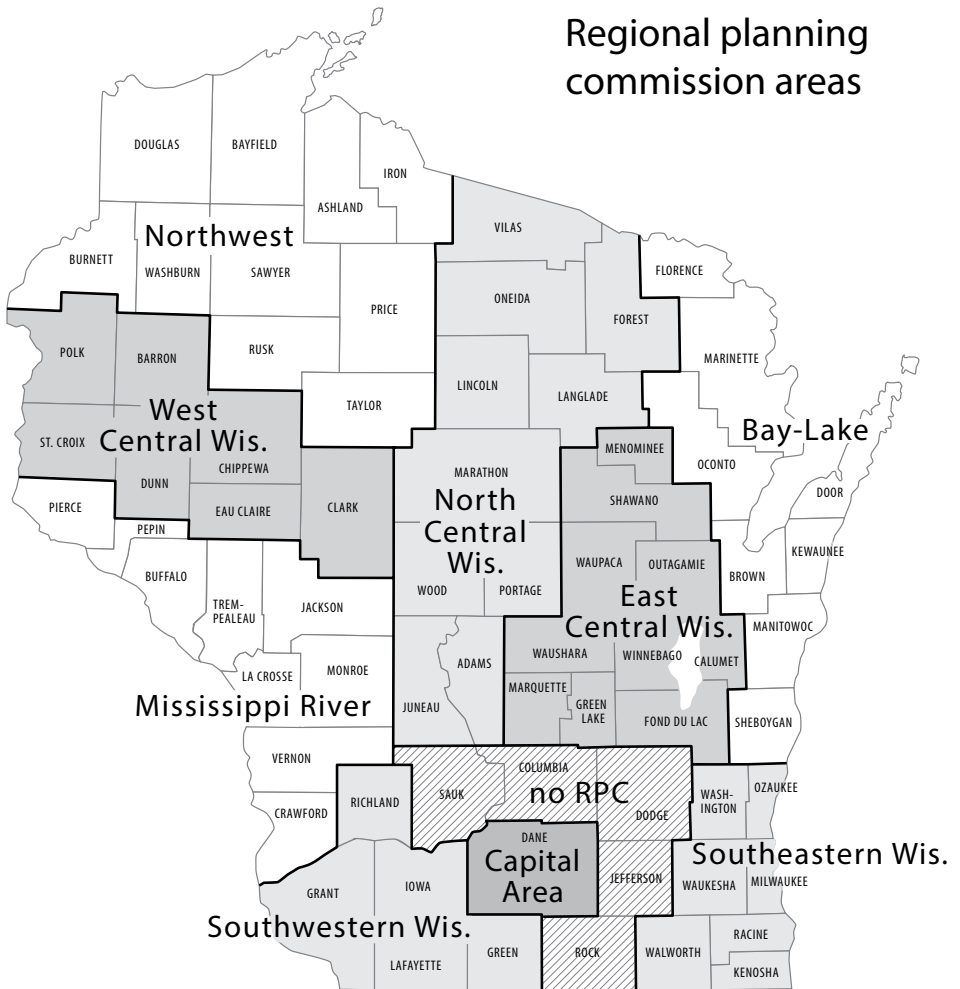 Regional planning
commission areas
DOUGLAS
BAYFIELD
IRON
ASHLAND
VILAS
Northwest
BURNETT
WASHBURN
SAWYER
FLORENCE
ONEIDA
PRICE
FOREST
RUSK
POLK
BARRON
MARINETTE
LINCOLN
LANGLADE
TAYLOR
West
Central Wis.
ST. CROIX
CHIPPEWA
DUNN
EAU CLAIRE
CLARK
Bay-Lake
MENOMINEE
OCONTO
MARATHON
North
Central
Wis.
SHAWANO
DOOR
PIERCE
PEPIN
KEWAUNEE
BUFFALO
WAUPACA
OUTAGAMIE
BROWN
WOOD
PORTAGE
TREM-
PEALEAU
JACKSON
East
Central Wis.
MANITOWOC
WAUSHARA
WINNEBAGO
CALUMET
ADAMS
LA CROSSE
MONROE
MARQUETTE
GREEN
LAKE
Mississippi River
JUNEAU
FOND DU LAC
SHEBOYGAN
VERNON
COLUMBIA
SAUK
no RPC
DODGE
WASH-
INGTON
OZAUKEE
RICHLAND
CRAWFORD
DANE
Capital
Area
Southeastern Wis.
JEFFERSON
WAUKESHA
MILWAUKEE
GRANT
IOWA
Southwestern Wis.
LAFAYETTE
GREEN
ROCK
WALWORTH
RACINE
KENOSHA